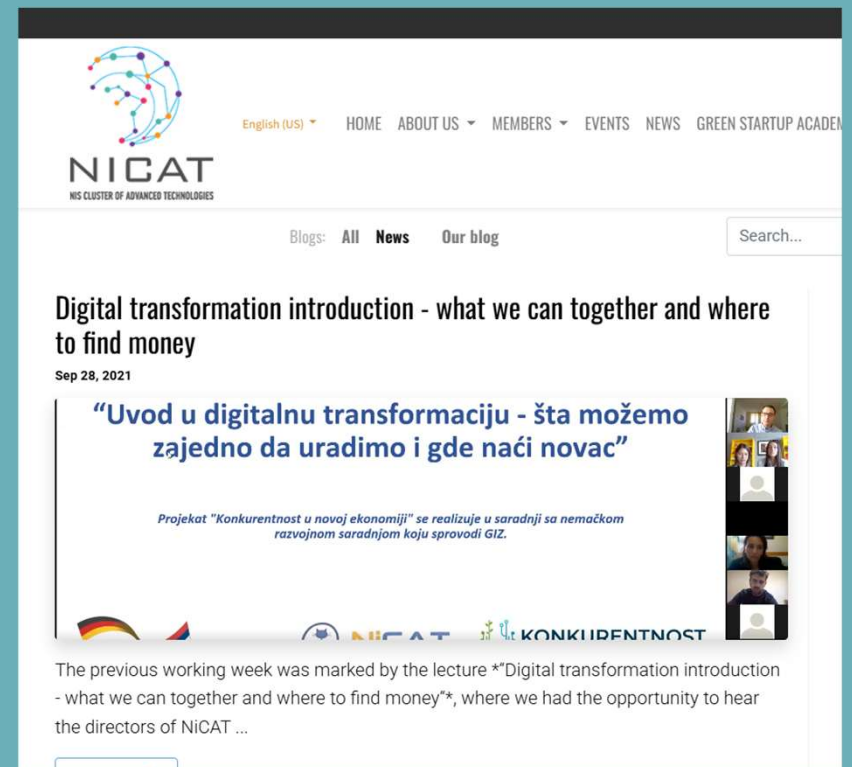 NICAT
NIS CLUSTER OF ADVANCED TECHNOLOGIES
English (US)
HOME ABOUT US MEMBERS EVENTS NEWS GREEN STARTUP
Blogs: All News Our blog
Search...
Digital transformation introduction - what we can together and where
to find money
Sep 28, 2021
“Uvod u digitalnu transformaciju - šta možemo
zajedno da uradimo i gde naći novac”
Projekat "Konkurentnost u novoj ekonomiji" se realizuje u saradnji sa nemačkom
razvojnom saradnjom koju sprovodi GIZ.
NiCAT
KONKURENTNOST
The previous working week was marked by the lecture *“Digital transformation introduction
- what we can together and where to find money“*, where we had the opportunity to hear
the directors of NiCAT ...